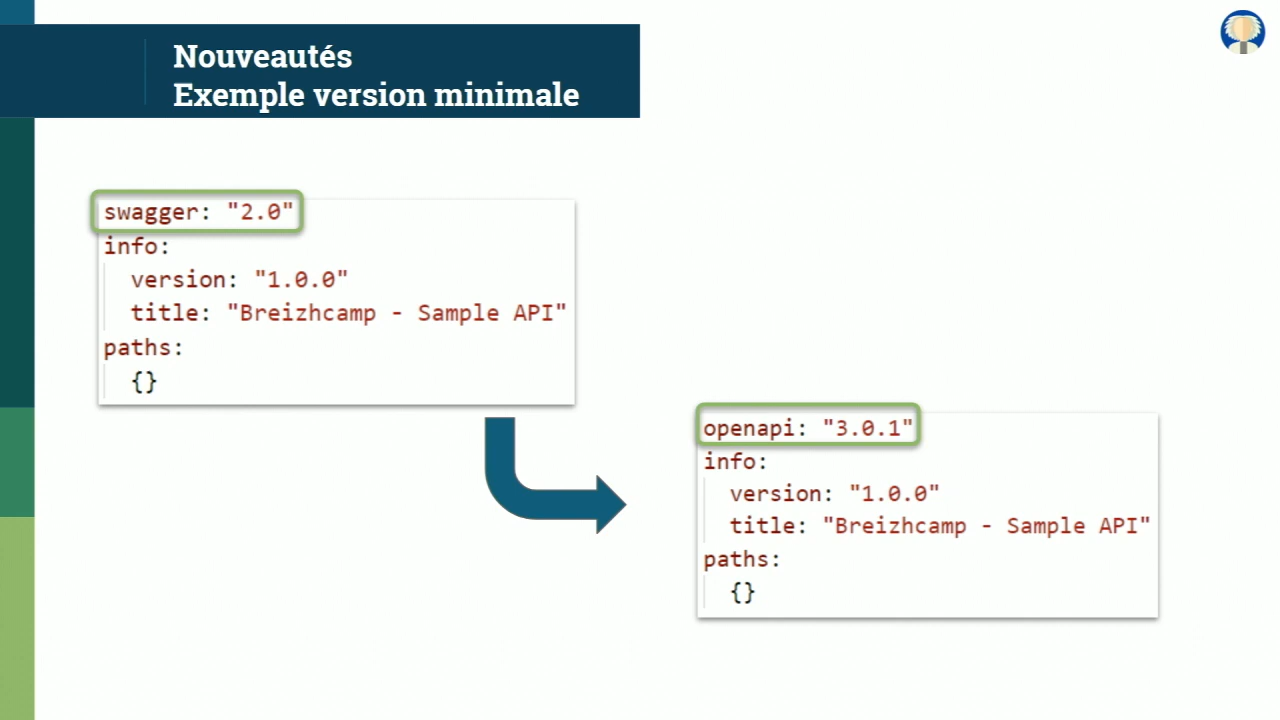 Nouveautés
Exemple version minimale
swagger: "2.0"
info:
version: "1.0.0"
title: "Breizhcamp - Sample API"
paths:
{}
openapi: "3.0.1"
info:
version: "1.0.0"
title: "Breizhcamp - Sample API"
paths:
{}